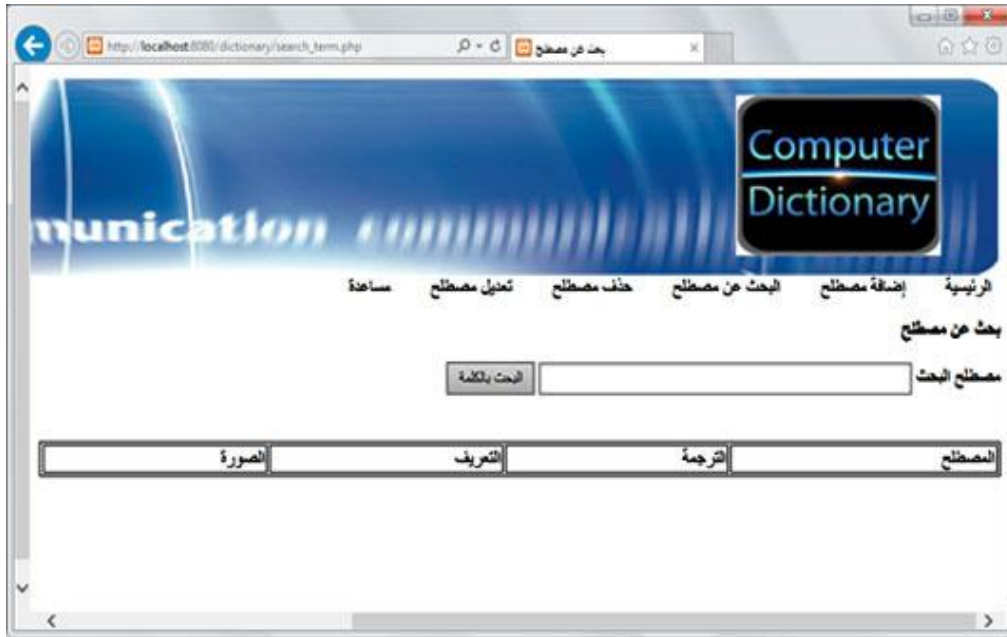 http://localhost:8080/dictionary/search_term.php
بحث عن مصطلح
Computer
Dictionary
munication comm
الرئيسية إضافة مصطلح البحث عن مصطلح حذف مصطلح تعديل مصطلح مساعدة
بحث عن مصطلح
مصطلح البحث البحث بالكلمة
المصطلح الترجمة التعريف الصورة